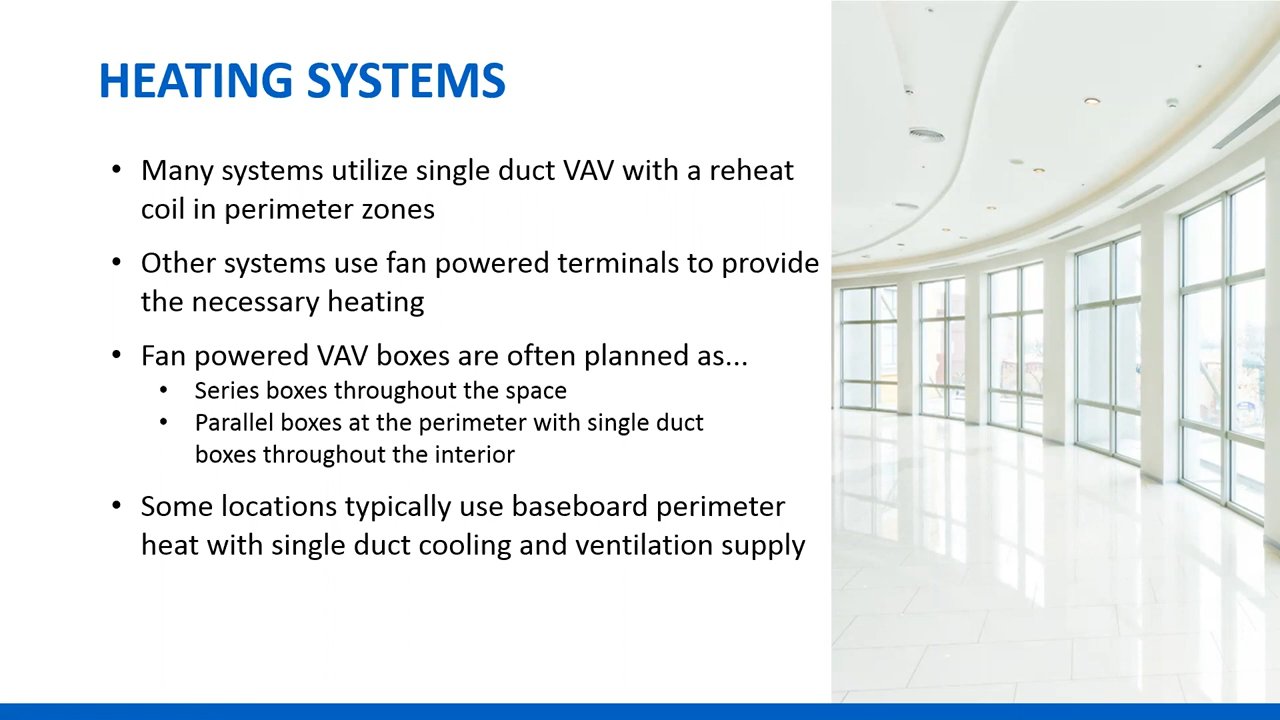 HEATING SYSTEMS
• Many systems utilize single duct VAV with a reheat
coil in perimeter zones
• Other systems use fan powered terminals to provide
the necessary heating
• Fan powered VAV boxes are often planned as...
• Series boxes throughout the space
• Parallel boxes at the perimeter with single duct
boxes throughout the interior
• Some locations typically use baseboard perimeter
heat with single duct cooling and ventilation supply